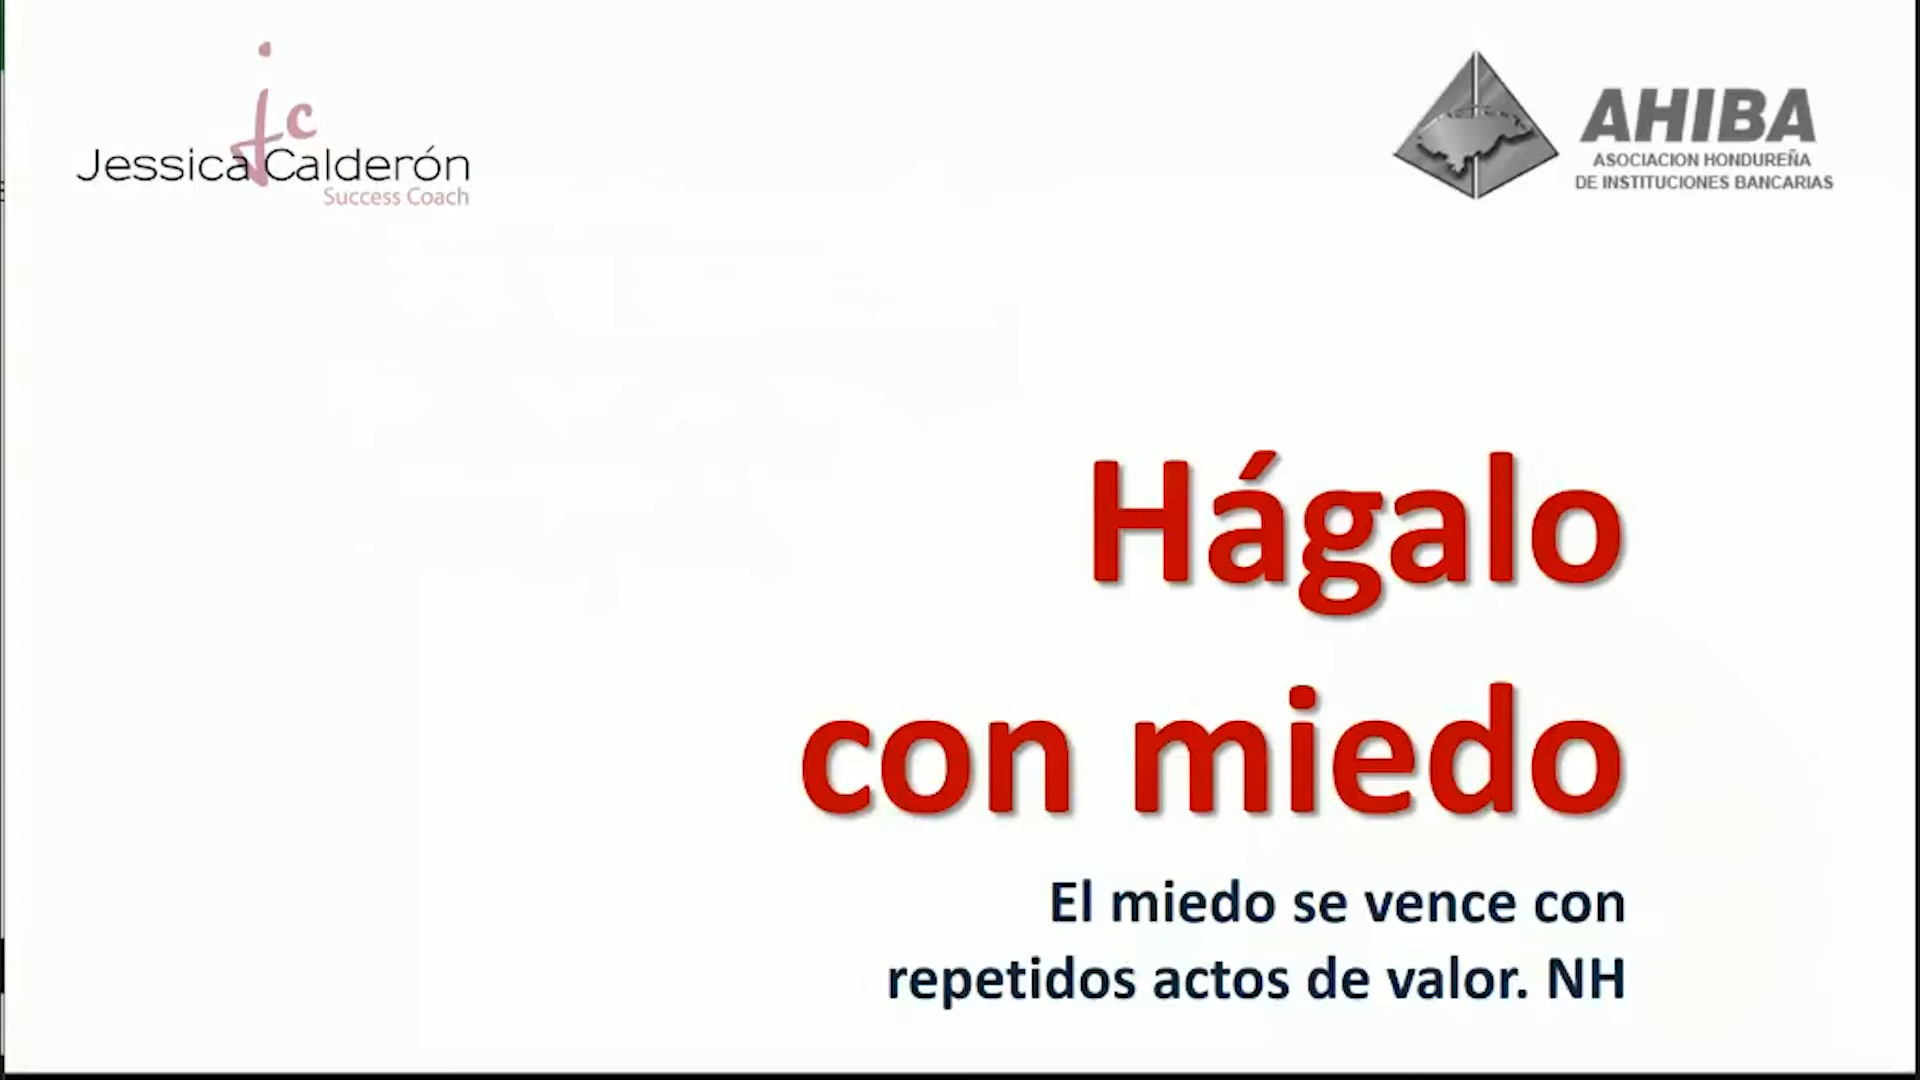 jc
Jessica Calderón
Success Coach
AHIBA
ASOCIACION HONDUREÑA
DE INSTITUCIONES BANCARIAS
Hágalo
con miedo
El miedo se vence con
repetidos actos de valor. NH